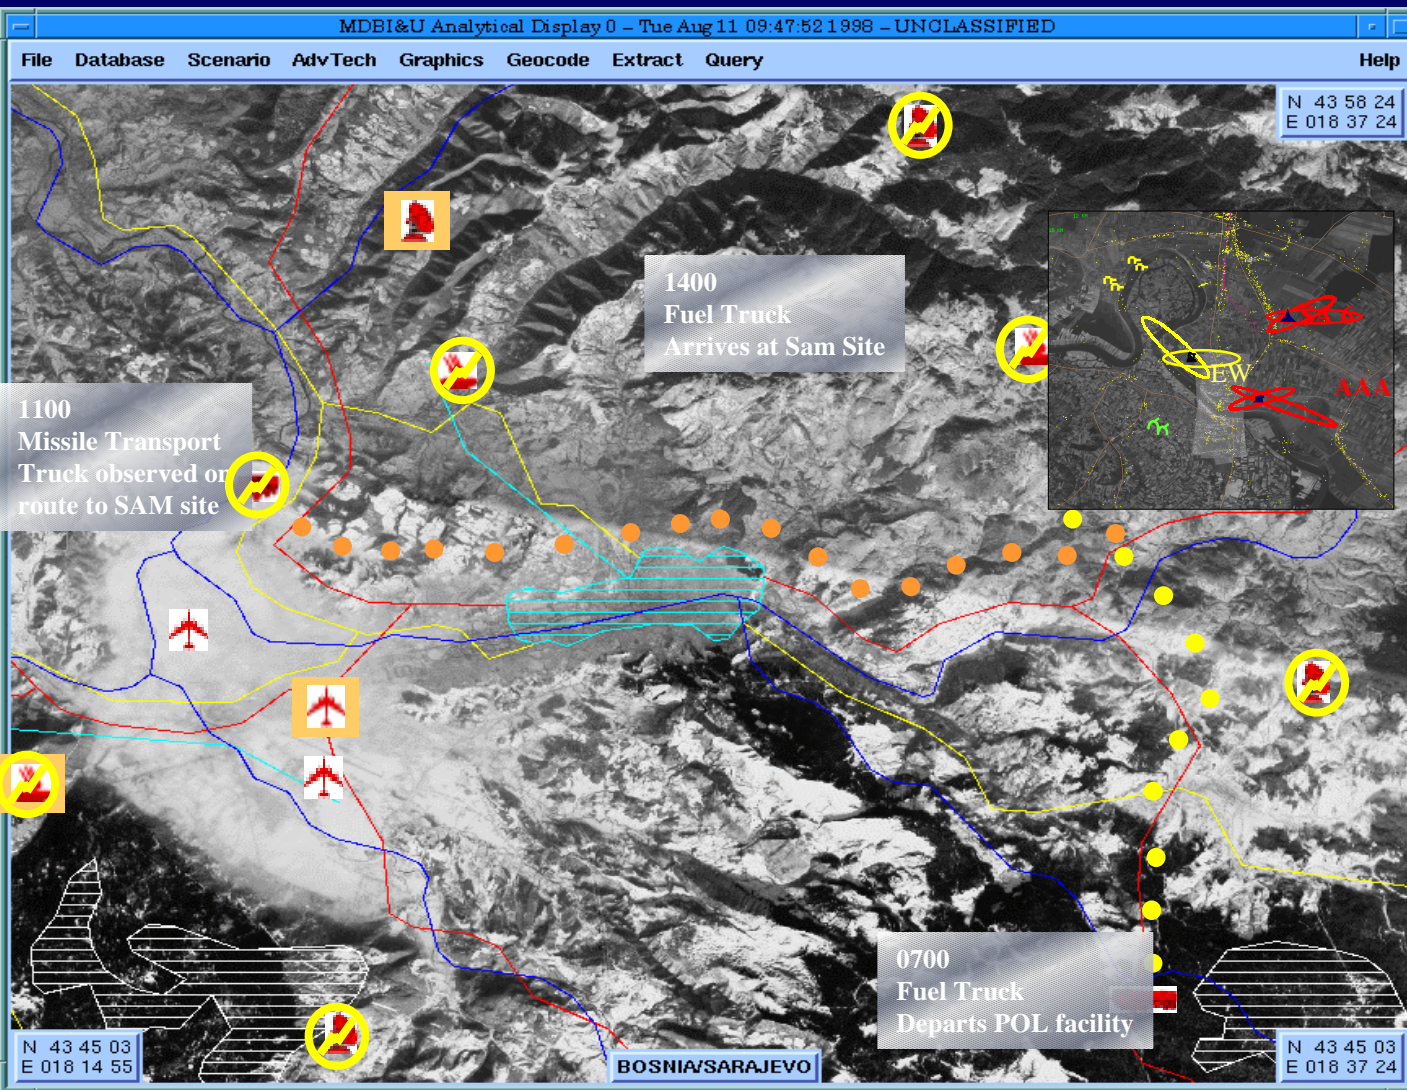 MDBI&U Analytical Display 0 – Tue Aug 11 09:47:52 1998 – UNCLASSIFIED
File Database Scenario AdvTech Graphics Geocode Extract Query Help
N 43 58 24
E 018 37 24
1400
Fuel Truck
Arrives at Sam Site
EW
AAA
1100
Missile Transport
Truck observed on
route to SAM site
0700
Fuel Truck
Departs POL facility
N 43 45 03
E 018 14 55
BOSNIA/SARAJEVO
N 43 45 03
E 018 37 24